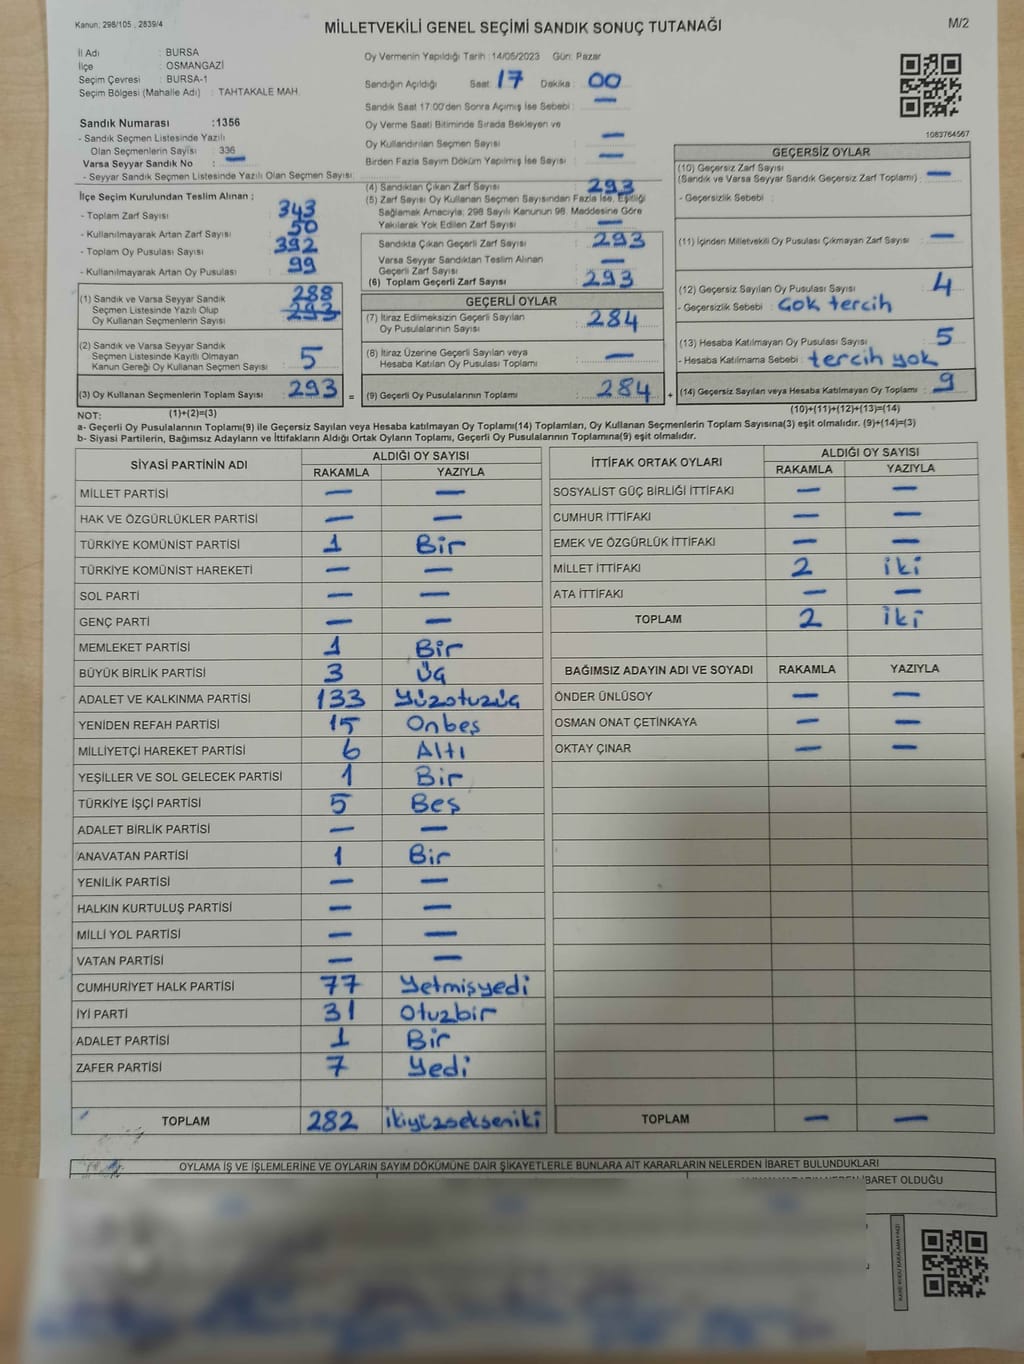 Kanun; 298/105 , 2839/4
MİLLETVEKİLİ GENEL SEÇİMİ SANDIK SONUÇ TUTANAĞI
M/2
İl Adı : BURSA
İlçe : OSMANGAZİ
Seçim Çevresi : BURSA-1
Seçim Bölgesi (Mahalle Adı) : TAHTAKALE MAH.
Sandık Numarası :1356
- Sandık Seçmen Listesinde Yazılı
Olan Seçmenlerin Sayısı : 336
Varsa Seyyar Sandık No : —
- Seyyar Sandık Seçmen Listesinde Yazılı Olan Seçmen Sayısı:
Oy Vermenin Yapıldığı Tarih :14/05/2023 Gün: Pazar
Sandığın Açıldığı Saat 17 Dakika : 00
Sandık Saat 17:00'den Sonra Açılmış İse Sebebi : —
Oy Verme Saati Bitiminde Sırada Bekleyen ve
Oy Kullandırılan Seçmen Sayısı —
Birden Fazla Sayım Döküm Yapılmış İse Sayısı —
1083764567
İlçe Seçim Kurulundan Teslim Alınan ;
- Toplam Zarf Sayısı : 343
- Kullanılmayarak Artan Zarf Sayısı : 50
- Toplam Oy Pusulası Sayısı : 392
- Kullanılmayarak Artan Oy Pusulası : 99
(1) Sandık ve Varsa Seyyar Sandık 288
Seçmen Listesinde Yazılı Olup 293
Oy Kullanan Seçmenlerin Sayısı
(2) Sandık ve Varsa Seyyar Sandık
Seçmen Listesinde Kayıtlı Olmayan 5
Kanun Gereği Oy Kullanan Seçmen Sayısı
(3) Oy Kullanan Seçmenlerin Toplam Sayısı : 293 =
(4) Sandıktan Çıkan Zarf Sayısı 293
(5) Zarf Sayısı Oy Kullanan Seçmen Sayısından Fazla İse, Eşitliği
Sağlamak Amacıyla; 298 Sayılı Kanunun 98. Maddesine Göre
Yakılarak Yok Edilen Zarf Sayısı —
Sandıkta Çıkan Geçerli Zarf Sayısı 293
Varsa Seyyar Sandıktan Teslim Alınan
Geçerli Zarf Sayısı —
(6) Toplam Geçerli Zarf Sayısı : 293
GEÇERLİ OYLAR
(7) İtiraz Edilmeksizin Geçerli Sayılan
Oy Pusulalarının Sayısı : 284
(8) İtiraz Üzerine Geçerli Sayılan veya
Hesaba Katılan Oy Pusulası Toplamı —
(9) Geçerli Oy Pusulalarının Toplamı : 284 +
GEÇERSİZ OYLAR
(10) Geçersiz Zarf Sayısı
(Sandık ve Varsa Seyyar Sandık Geçersiz Zarf Toplamı) : —
- Geçersizlik Sebebi :
(11) İçinden Milletvekili Oy Pusulası Çıkmayan Zarf Sayısı : —
(12) Geçersiz Sayılan Oy Pusulası Sayısı : 4
- Geçersizlik Sebebi : Çok tercih
(13) Hesaba Katılmayan Oy Pusulası Sayısı 5
- Hesaba Katılmama Sebebi : tercih yok
(14) Geçersiz Sayılan veya Hesaba Katılmayan Oy Toplamı : 9
NOT: (1)+(2)=(3)
(10)+(11)+(12)+(13)=(14)
a- Geçerli Oy Pusulaları Toplamı(9) ile Geçersiz Sayılan veya Hesaba katılmayan Oy Toplamı(14) Toplamları, Oy Kullanan Seçmenlerin Toplam Sayısına(3) eşit olmalıdır. (9)+(14)=(3)
b- Siyasi Partilerin, Bağımsız Adayların ve İttifakların Aldığı Ortak Oyların Toplamı, Geçerli Oy Pusulalarının Toplamına(9) eşit olmalıdır.
SİYASİ PARTİNİN ADI ALDIĞI OY SAYISI
RAKAMLA YAZIYLA
MİLLET PARTİSİ — —
HAK VE ÖZGÜRLÜKLER PARTİSİ — —
TÜRKİYE KOMÜNİST PARTİSİ 1 Bir
TÜRKİYE KOMÜNİST HAREKETİ — —
SOL PARTİ — —
GENÇ PARTİ — —
MEMLEKET PARTİSİ 1 Bir
BÜYÜK BİRLİK PARTİSİ 3 Üç
ADALET VE KALKINMA PARTİSİ 133 Yüzotuzüç
YENİDEN REFAH PARTİSİ 15 Onbeş
MİLLİYETÇİ HAREKET PARTİSİ 6 Altı
YEŞİLLER VE SOL GELECEK PARTİSİ 1 Bir
TÜRKİYE İŞÇİ PARTİSİ 5 Beş
ADALET BİRLİK PARTİSİ — —
ANAVATAN PARTİSİ 1 Bir
YENİLİK PARTİSİ — —
HALKIN KURTULUŞ PARTİSİ — —
MİLLİ YOL PARTİSİ — —
VATAN PARTİSİ — —
CUMHURİYET HALK PARTİSİ 77 Yetmişyedi
İYİ PARTİ 31 Otuzbir
ADALET PARTİSİ 1 Bir
ZAFER PARTİSİ 7 Yedi
TOPLAM 282 ikiyüzsekseniki
İTTİFAK ORTAK OYLARI ALDIĞI OY SAYISI
RAKAMLA YAZIYLA
SOSYALİST GÜÇ BİRLİĞİ İTTİFAKI — —
CUMHUR İTTİFAKI — —
EMEK VE ÖZGÜRLÜK İTTİFAKI — —
MİLLET İTTİFAKI 2 iki
ATA İTTİFAKI — —
TOPLAM 2 iki
BAĞIMSIZ ADAYIN ADI VE SOYADI RAKAMLA YAZIYLA
ÖNDER ÜNLÜSOY — —
OSMAN ONAT ÇETİNKAYA — —
OKTAY ÇINAR — —
TOPLAM — —
OYLAMA İŞ VE İŞLEMLERİNE VE OYLARIN SAYIM DÖKÜMÜNE DAİR ŞİKAYETLERLE BUNLARA AİT KARARLARIN NELERDEN İBARET BULUNDUKLARI
İBARET OLDUĞU